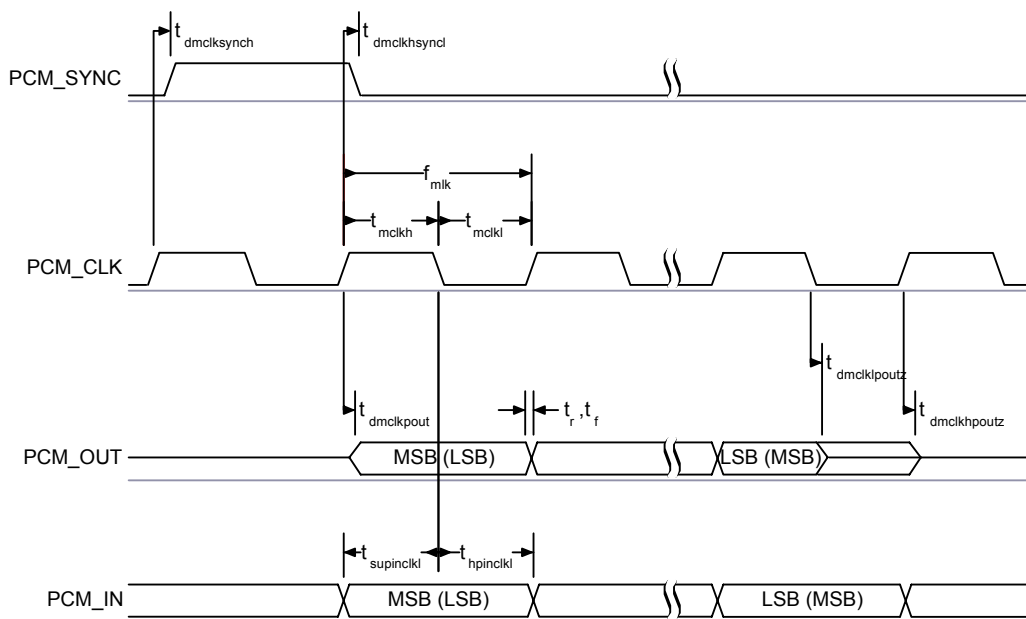 t dmclksynch
t dmclkhsyncl
PCM_SYNC
f mlk
t mclkh
t mclkl
PCM_CLK
t dmclklpoutz
t dmclkpout
t r ,t f
t dmclkhpoutz
PCM_OUT
MSB (LSB)
LSB (MSB)
t supinclkl
t hpinclkl
PCM_IN
MSB (LSB)
LSB (MSB)